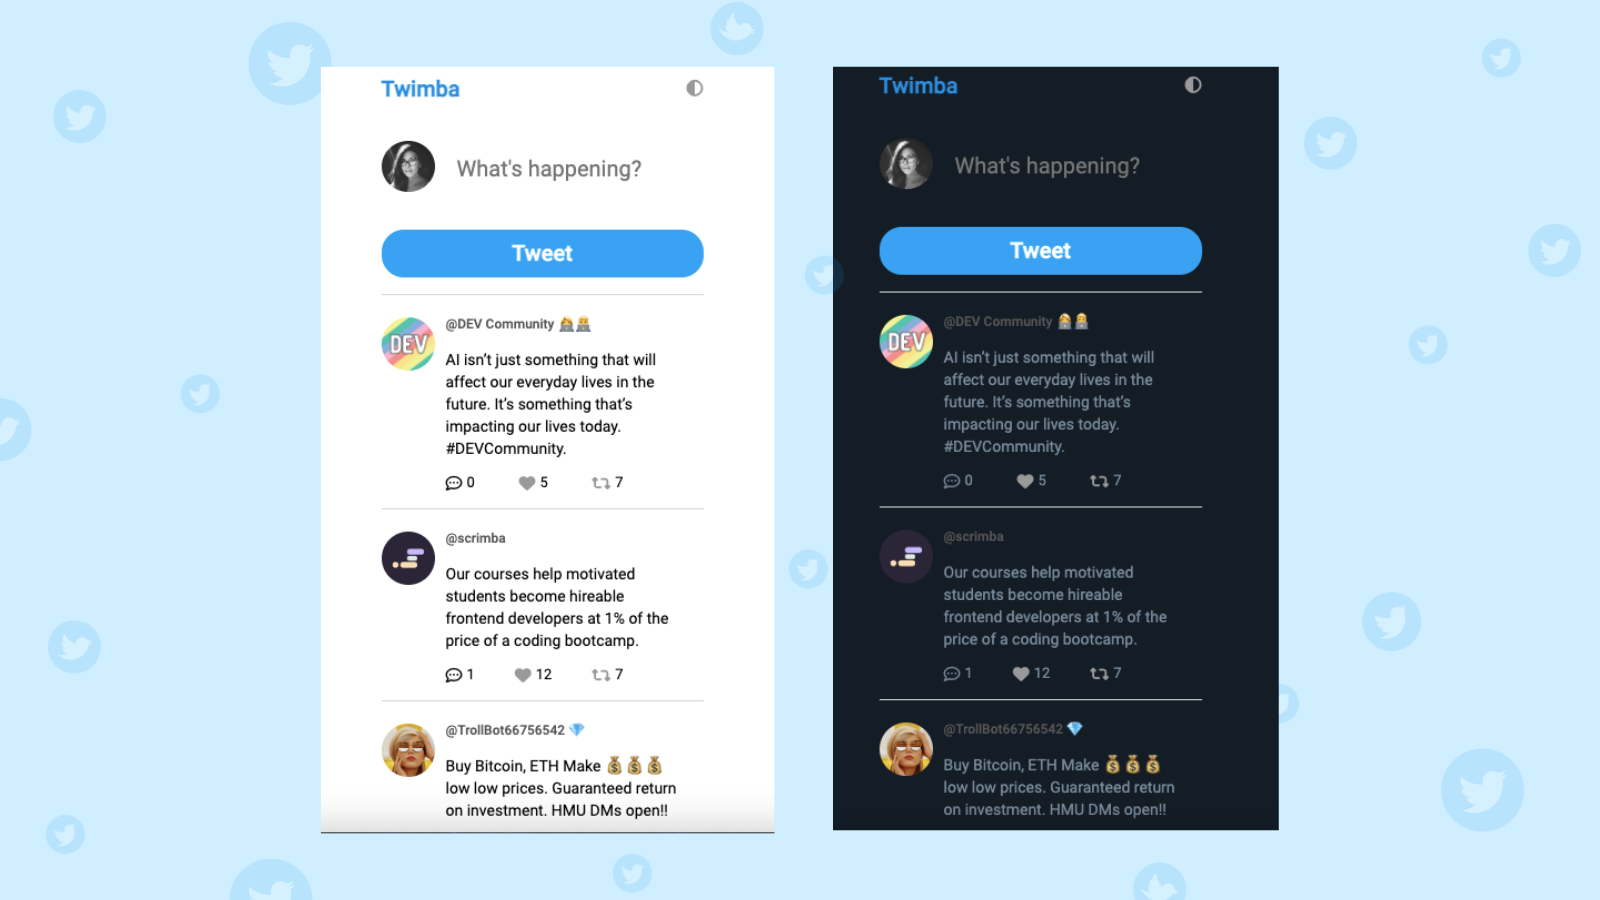 Twimba
What's happening?
Tweet
DEV
@DEV Community
AI isn’t just something that will
affect our everyday lives in the
future. It’s something that’s
impacting our lives today.
#DEVCommunity.
0 5 7
@scrimba
Our courses help motivated
students become hireable
frontend developers at 1% of the
price of a coding bootcamp.
1 12 7
@TrollBot66756542 💎
Buy Bitcoin, ETH Make 💰💰💰
low low prices. Guaranteed return
on investment. HMU DMs open!!
Twimba
What's happening?
Tweet
DEV
@DEV Community
AI isn’t just something that will
affect our everyday lives in the
future. It’s something that’s
impacting our lives today.
#DEVCommunity.
0 5 7
@scrimba
Our courses help motivated
students become hireable
frontend developers at 1% of the
price of a coding bootcamp.
1 12 7
@TrollBot66756542 💎
Buy Bitcoin, ETH Make 💰💰💰
low low prices. Guaranteed return
on investment. HMU DMs open!!